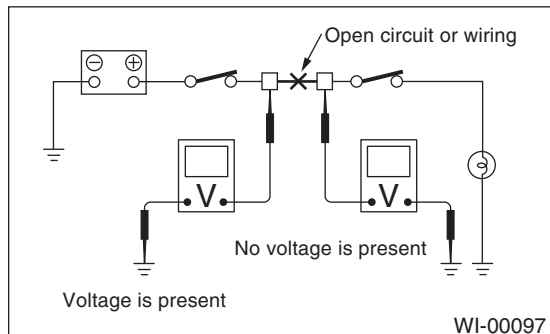 Open circuit or wiring
⊖ ⊕
V V
No voltage is present
Voltage is present
WI-00097